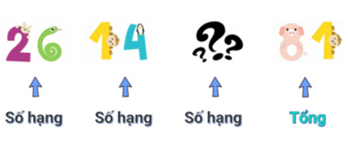 26 14 ??? 81
Số hạng Số hạng Số hạng Tổng